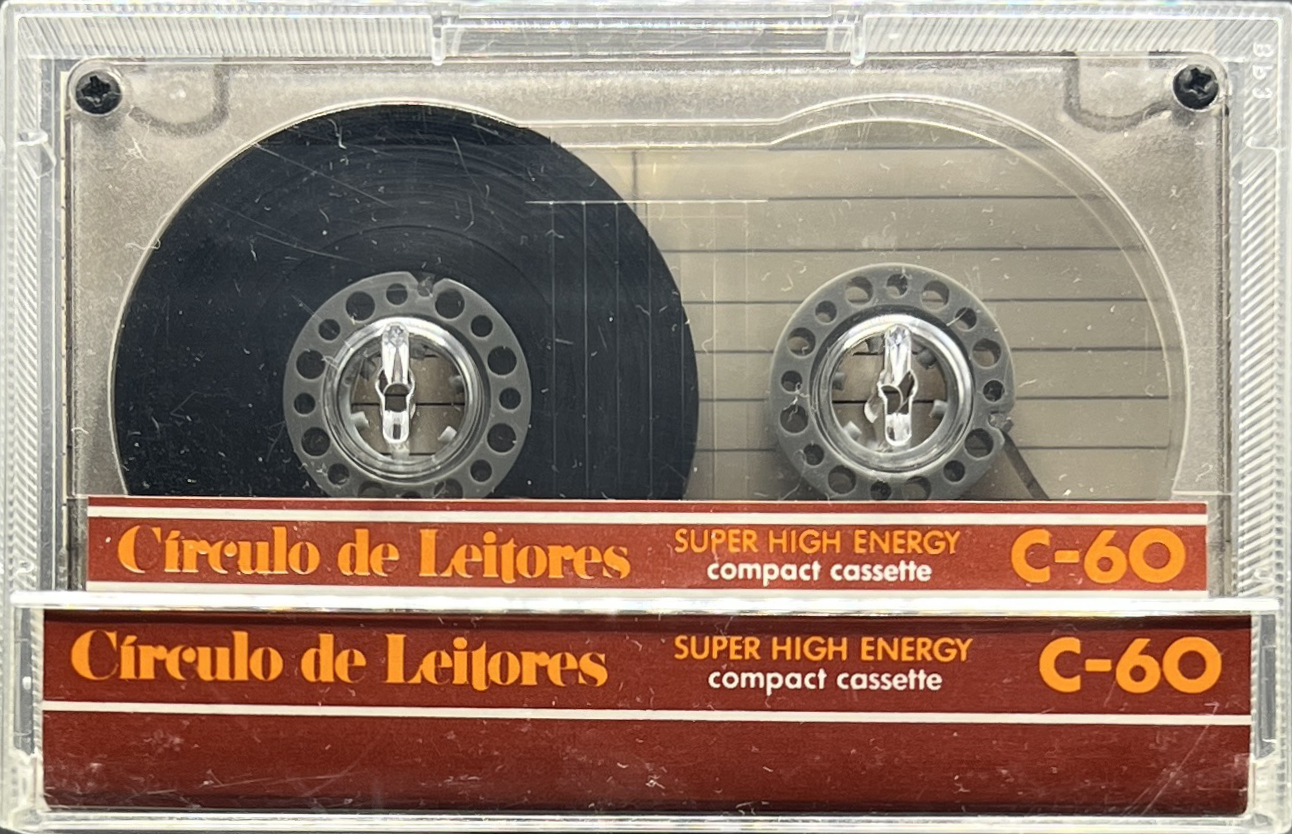 Círculo de Leitores SUPER HIGH ENERGY C-60
compact cassette
Círculo de Leitores SUPER HIGH ENERGY C-60
compact cassette